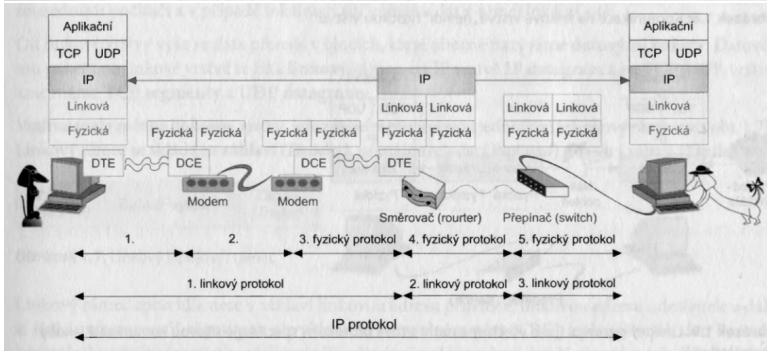 Aplikační
Aplikační
TCP UDP
TCP UDP
IP
IP
IP
Linková
Linková Linková
Linková Linková
Linková
Fyzická
Fyzická Fyzická
Fyzická Fyzická
Fyzická Fyzická
Fyzická Fyzická
Fyzická
DTE
DCE
DCE
DTE
Modem
Modem
Směrovač (rourter)
Přepínač (switch)
1.
2.
3. fyzický protokol
4. fyzický protokol
5. fyzický protokol
1. linkový protokol
2. linkový protokol
3. linkový protokol
IP protokol